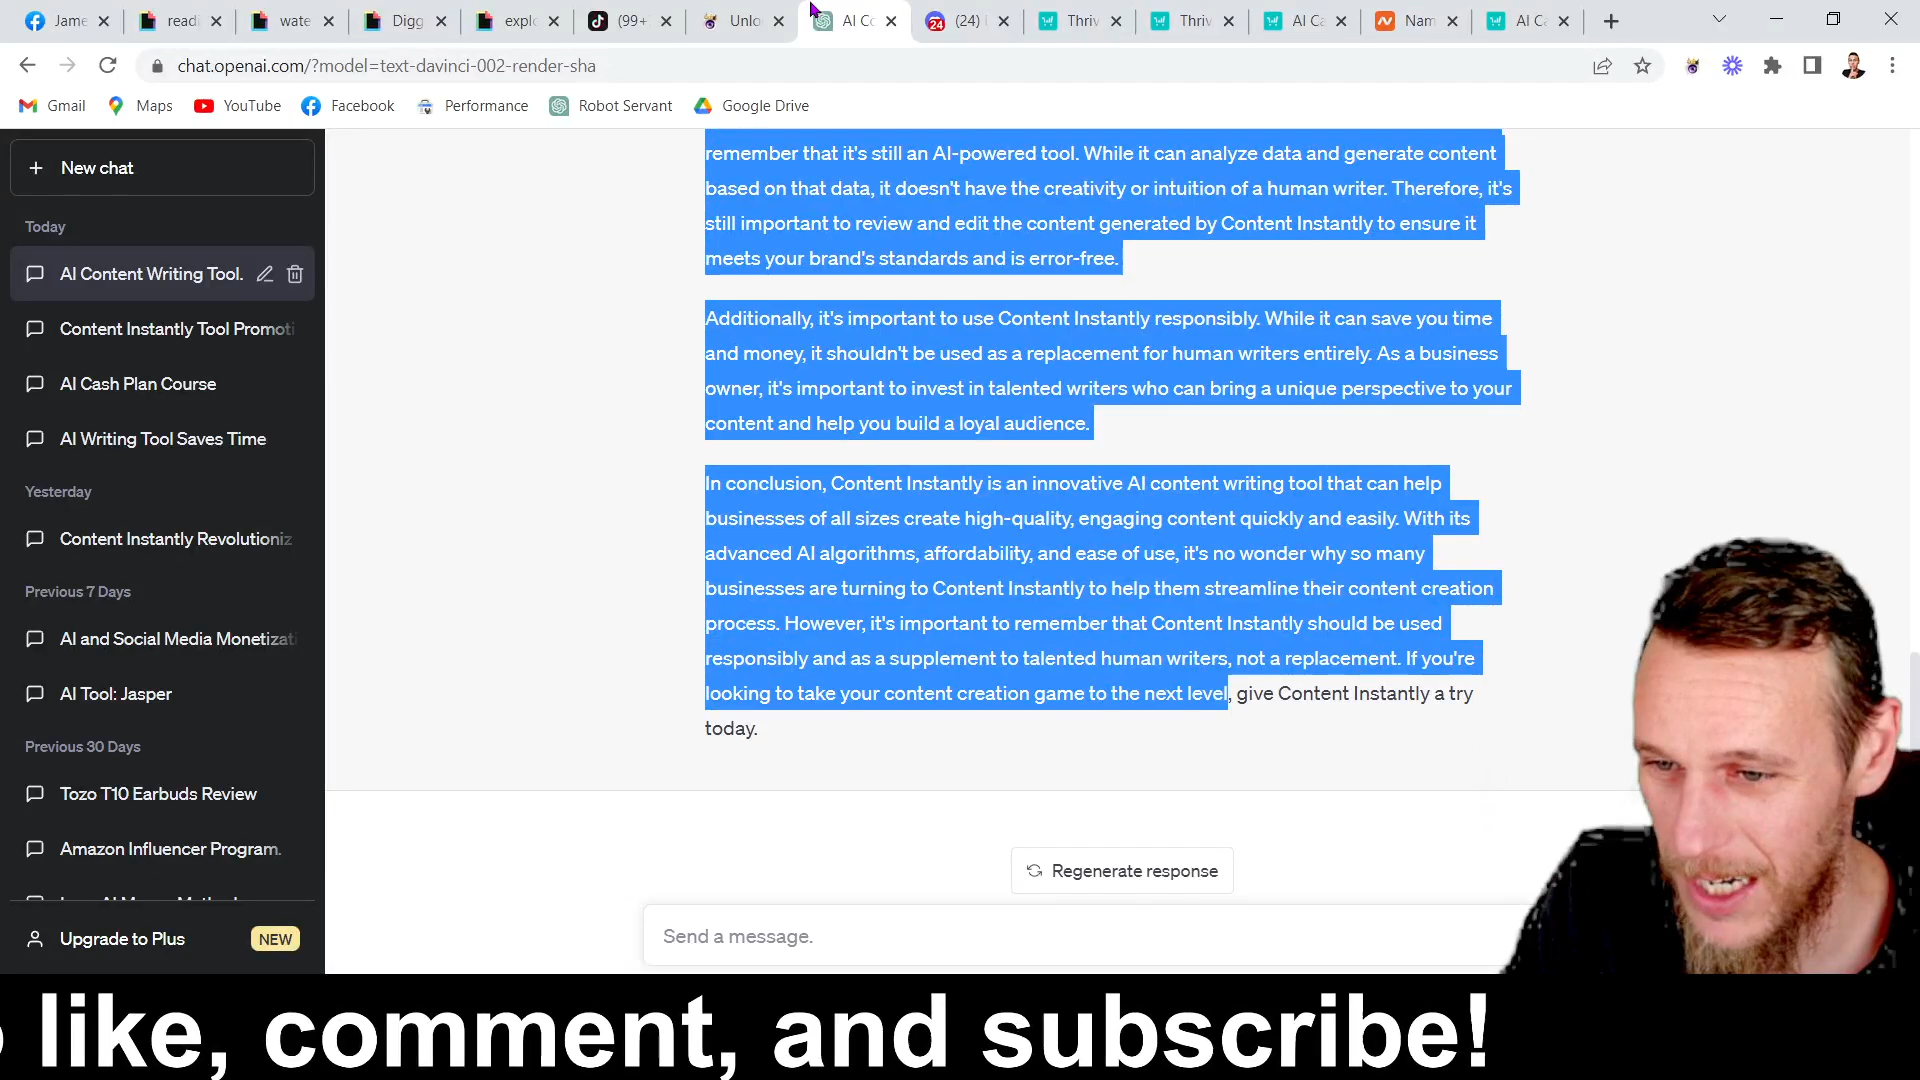 Jame
readi
wate
Digg
explo
(99+
Unlo
AI Co
24
(24)
Thriv
Thriv
AI Ca
Nam
AI Ca
chat.openai.com/?model=text-davinci-002-render-sha
Gmail
Maps
YouTube
Facebook
Performance
Robot Servant
Google Drive
New chat
Today
AI Content Writing Tool.
Content Instantly Tool Promoti
AI Cash Plan Course
AI Writing Tool Saves Time
Yesterday
Content Instantly Revolutioniz
Previous 7 Days
AI and Social Media Monetizati
AI Tool: Jasper
Previous 30 Days
Tozo T10 Earbuds Review
Amazon Influencer Program.
Upgrade to Plus
NEW
remember that it's still an AI-powered tool. While it can analyze data and generate content
based on that data, it doesn't have the creativity or intuition of a human writer. Therefore, it's
still important to review and edit the content generated by Content Instantly to ensure it
meets your brand's standards and is error-free.
Additionally, it's important to use Content Instantly responsibly. While it can save you time
and money, it shouldn't be used as a replacement for human writers entirely. As a business
owner, it's important to invest in talented writers who can bring a unique perspective to your
content and help you build a loyal audience.
In conclusion, Content Instantly is an innovative AI content writing tool that can help
businesses of all sizes create high-quality, engaging content quickly and easily. With its
advanced AI algorithms, affordability, and ease of use, it's no wonder why so many
businesses are turning to Content Instantly to help them streamline their content creation
process. However, it's important to remember that Content Instantly should be used
responsibly and as a supplement to talented human writers, not a replacement. If you're
looking to take your content creation game to the next level, give Content Instantly a try
today.
Regenerate response
Send a message.
like, comment, and subscribe!